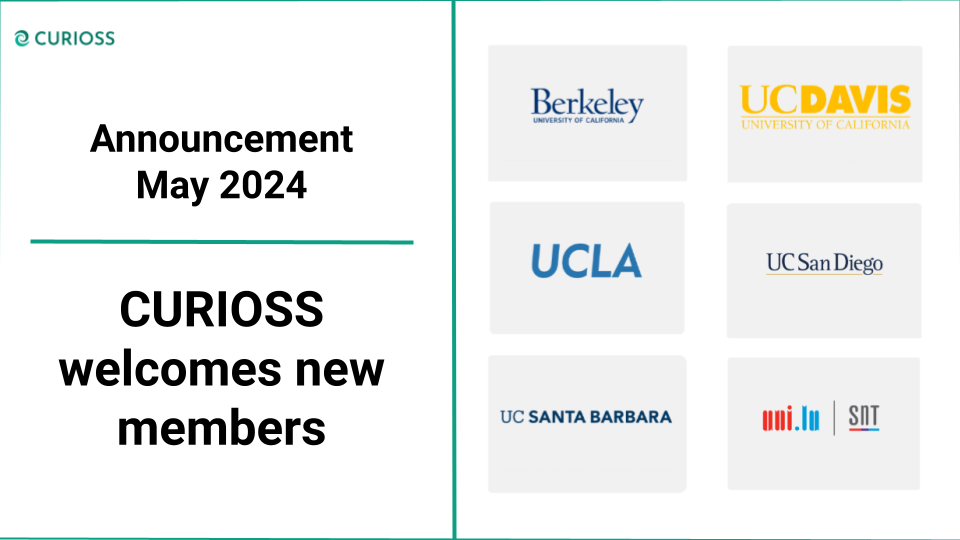 CURIOSS
Announcement
May 2024
CURIOSS
welcomes new
members
Berkeley
UNIVERSITY OF CALIFORNIA
UCDAVIS
UNIVERSITY OF CALIFORNIA
UCLA
UC San Diego
UC SANTA BARBARA
uni.lu | SNT